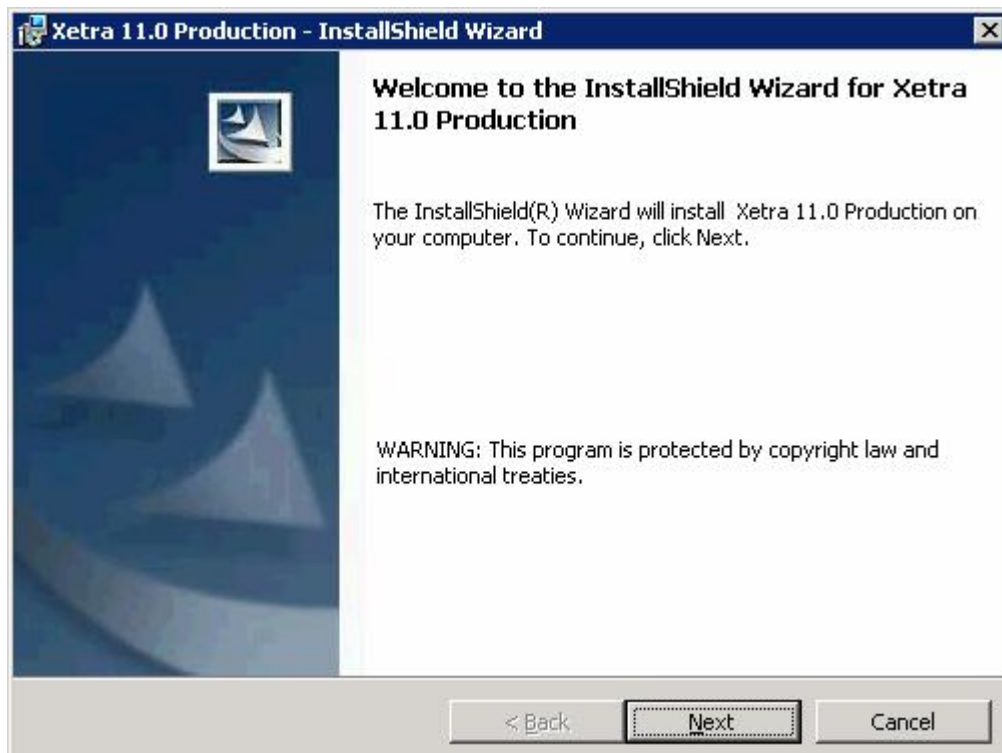 Xetra 11.0 Production - InstallShield Wizard
Welcome to the InstallShield Wizard for Xetra
11.0 Production
The InstallShield(R) Wizard will install  Xetra 11.0 Production on
your computer. To continue, click Next.
WARNING: This program is protected by copyright law and
international treaties.
< Back
Next
Cancel